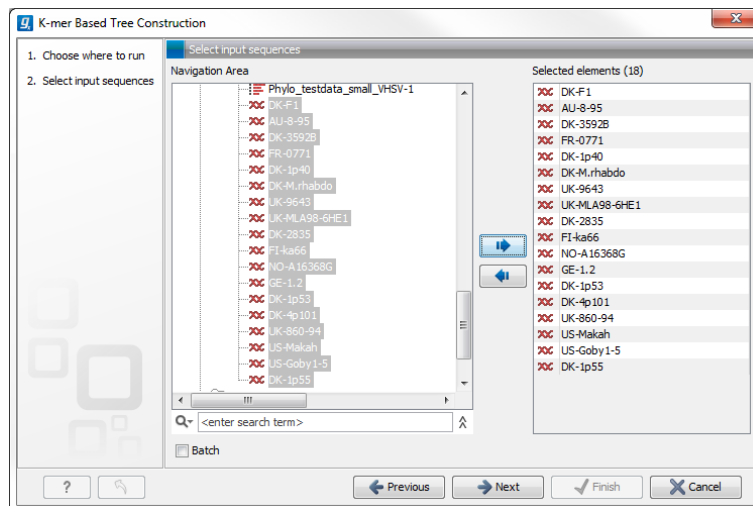 K-mer Based Tree Construction
1. Choose where to run
2. Select input sequences
Select input sequences
Navigation Area
Phylo_testdata_small_VHSV-1
DK-F1
AU-8-95
DK-3592B
FR-0771
DK-1p40
DK-M.rhabdo
UK-9643
UK-MLA98-6HE1
DK-2835
FI-ka66
NO-A16368G
GE-1.2
DK-1p53
DK-4p101
UK-860-94
US-Makah
US-Goby1-5
DK-1p55
<enter search term>
Batch
Selected elements (18)
DK-F1
AU-8-95
DK-3592B
FR-0771
DK-1p40
DK-M.rhabdo
UK-9643
UK-MLA98-6HE1
DK-2835
FI-ka66
NO-A16368G
GE-1.2
DK-1p53
DK-4p101
UK-860-94
US-Makah
US-Goby1-5
DK-1p55
?
Previous
Next
Finish
Cancel